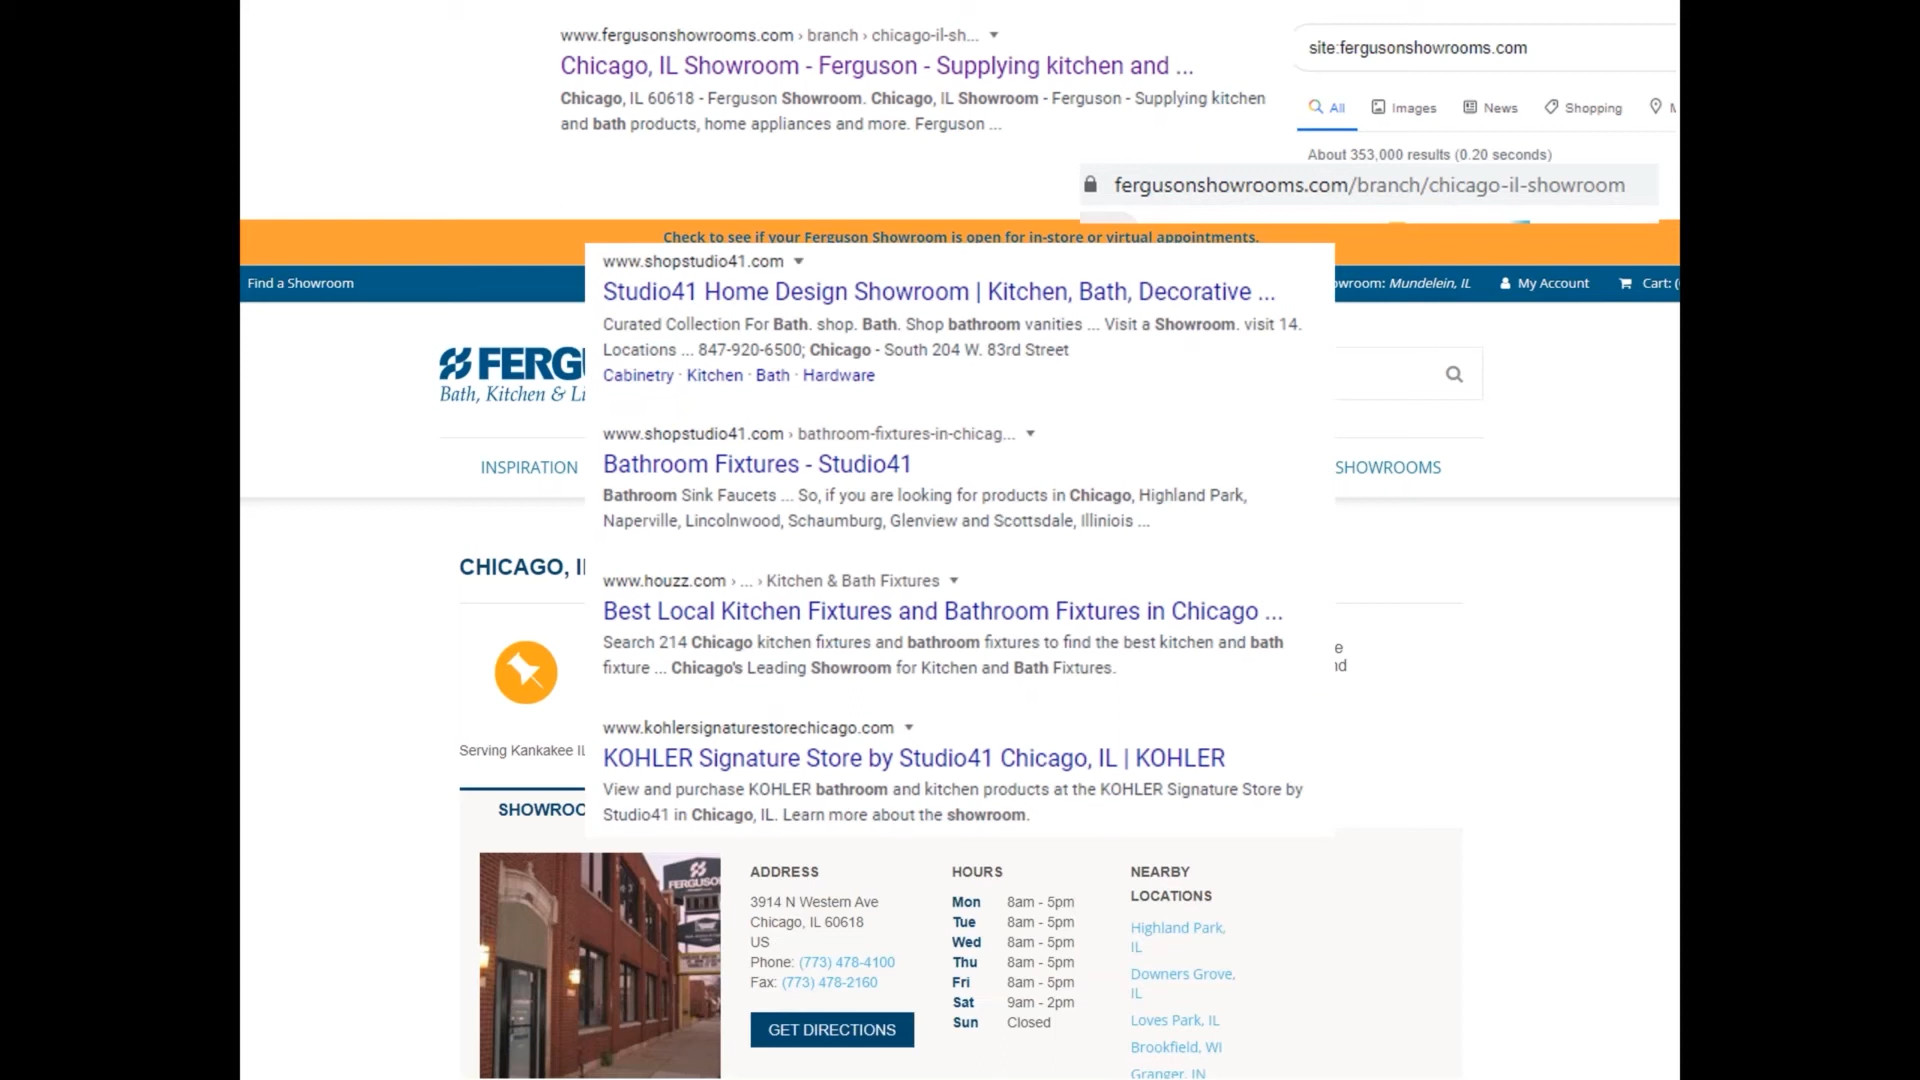 www.fergusonshowrooms.com › branch › chicago-il-sh...
Chicago, IL Showroom - Ferguson - Supplying kitchen and ...
Chicago, IL 60618 - Ferguson Showroom. Chicago, IL Showroom - Ferguson - Supplying kitchen
and bath products, home appliances and more. Ferguson ...
site:fergusonshowrooms.com
All Images News Shopping
About 353,000 results (0.20 seconds)
fergusonshowrooms.com/branch/chicago-il-showroom
Check to see if your Ferguson Showroom is open for in-store or virtual appointments.
Find a Showroom
owroom: Mundelein, IL My Account Cart: (
FERG
Bath, Kitchen & Li
INSPIRATION
SHOWROOMS
www.shopstudio41.com
Studio41 Home Design Showroom | Kitchen, Bath, Decorative ...
Curated Collection For Bath. shop. Bath. Shop bathroom vanities ... Visit a Showroom. visit 14.
Locations ... 847-920-6500; Chicago - South 204 W. 83rd Street
Cabinetry · Kitchen · Bath · Hardware
www.shopstudio41.com › bathroom-fixtures-in-chicag...
Bathroom Fixtures - Studio41
Bathroom Sink Faucets ... So, if you are looking for products in Chicago, Highland Park,
Naperville, Lincolnwood, Schaumburg, Glenview and Scottsdale, Illiniois ...
www.houzz.com › ... › Kitchen & Bath Fixtures
Best Local Kitchen Fixtures and Bathroom Fixtures in Chicago ...
Search 214 Chicago kitchen fixtures and bathroom fixtures to find the best kitchen and bath
fixture ... Chicago's Leading Showroom for Kitchen and Bath Fixtures.
www.kohlersignaturestorechicago.com
KOHLER Signature Store by Studio41 Chicago, IL | KOHLER
View and purchase KOHLER bathroom and kitchen products at the KOHLER Signature Store by
Studio41 in Chicago, IL. Learn more about the showroom.
CHICAGO, I
Serving Kankakee IL
SHOWROO
FERGUSON
ADDRESS
3914 N Western Ave
Chicago, IL 60618
US
Phone: (773) 478-4100
Fax: (773) 478-2160
GET DIRECTIONS
HOURS
Mon 8am - 5pm
Tue 8am - 5pm
Wed 8am - 5pm
Thu 8am - 5pm
Fri 8am - 5pm
Sat 9am - 2pm
Sun Closed
NEARBY
LOCATIONS
Highland Park,
IL
Downers Grove,
IL
Loves Park, IL
Brookfield, WI
Granger, IN